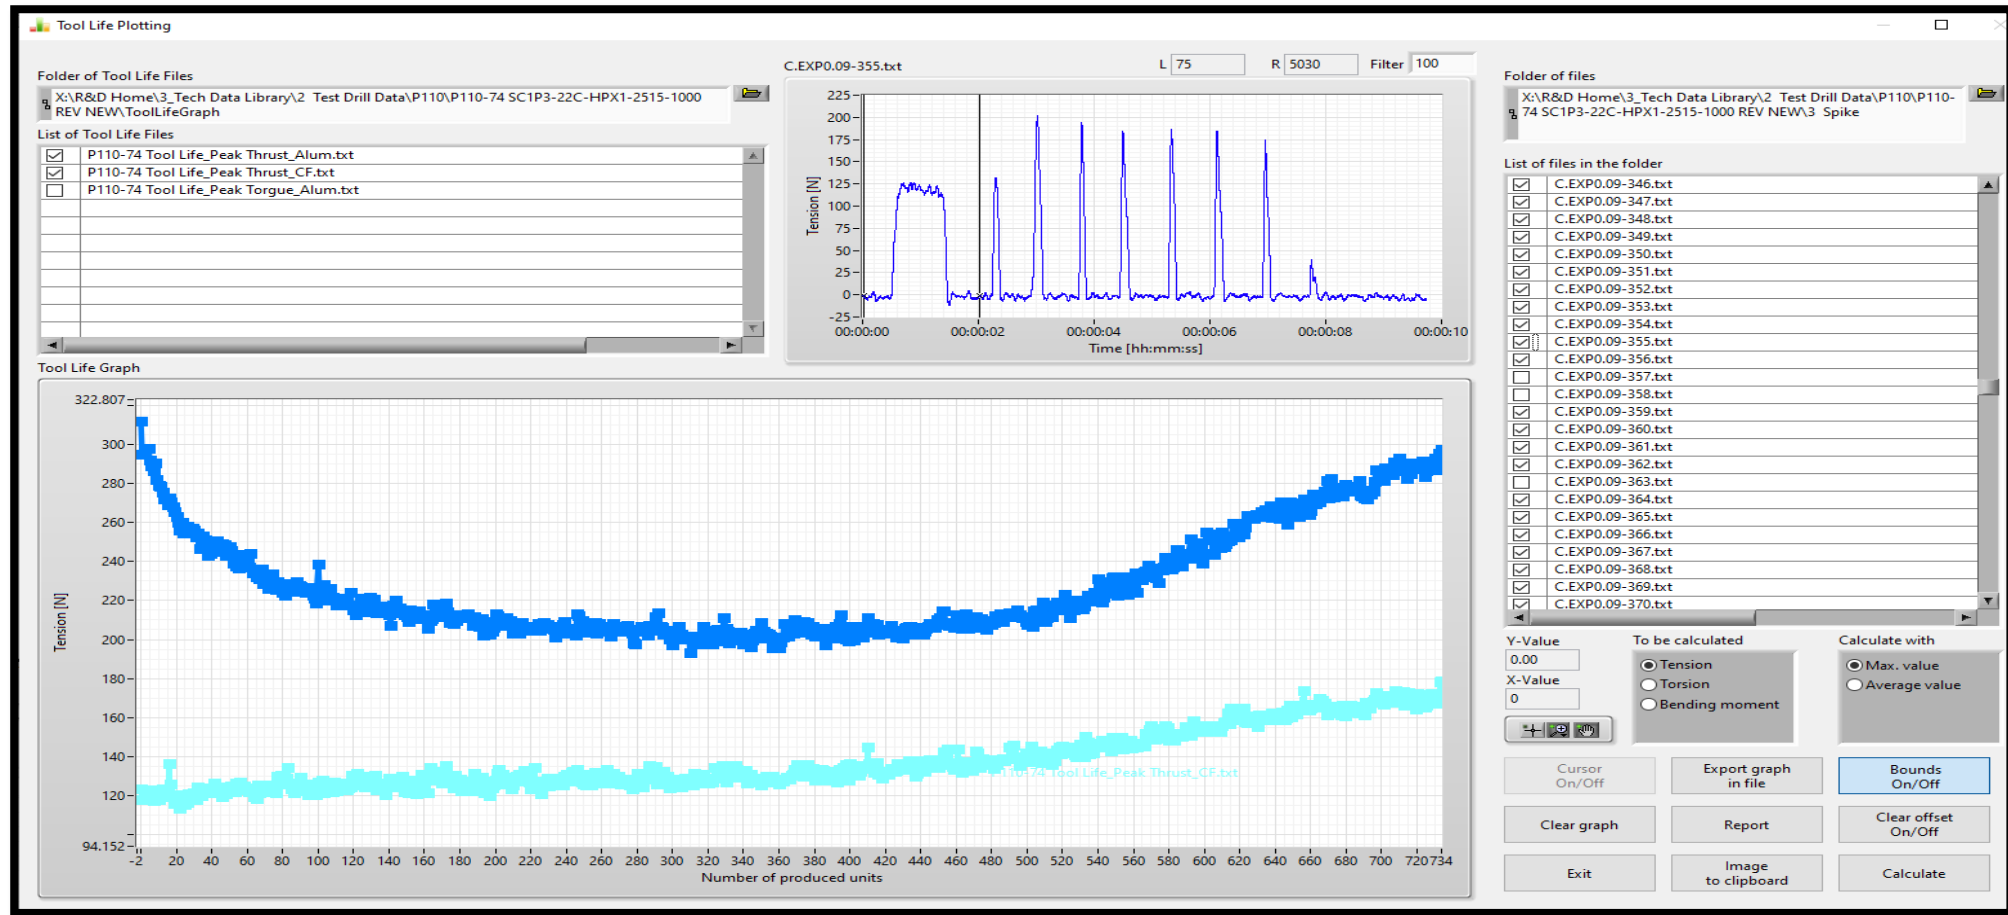 Tool Life Plotting
Folder of Tool Life Files
X:\R&D Home\3_Tech Data Library\2 Test Drill Data\P110\P110-74 SC1P3-22C-HPX1-2515-1000
REV NEW\ToolLifeGraph
List of Tool Life Files
P110-74 Tool Life_Peak Thrust_Alum.txt
P110-74 Tool Life_Peak Thrust_CF.txt
P110-74 Tool Life_Peak Torgue_Alum.txt
C.EXP0.09-355.txt
L 75 R 5030 Filter 100
225
200
175
150
125
100
75
50
25
0
-25
Tension [N]
00:00:00 00:00:02 00:00:04 00:00:06 00:00:08 00:00:10
Time [hh:mm:ss]
Tool Life Graph
322.807
300
280
260
240
220
200
180
160
140
120
94.152
Tension [N]
P110-74 Tool Life_Peak Thrust_CF.txt
-2 20 40 60 80 100 120 140 160 180 200 220 240 260 280 300 320 340 360 380 400 420 440 460 480 500 520 540 560 580 600 620 640 660 680 700 720 734
Number of produced units
Folder of files
X:\R&D Home\3_Tech Data Library\2 Test Drill Data\P110\P110-
74 SC1P3-22C-HPX1-2515-1000 REV NEW\3 Spike
List of files in the folder
C.EXP0.09-346.txt
C.EXP0.09-347.txt
C.EXP0.09-348.txt
C.EXP0.09-349.txt
C.EXP0.09-350.txt
C.EXP0.09-351.txt
C.EXP0.09-352.txt
C.EXP0.09-353.txt
C.EXP0.09-354.txt
C.EXP0.09-355.txt
C.EXP0.09-356.txt
C.EXP0.09-357.txt
C.EXP0.09-358.txt
C.EXP0.09-359.txt
C.EXP0.09-360.txt
C.EXP0.09-361.txt
C.EXP0.09-362.txt
C.EXP0.09-363.txt
C.EXP0.09-364.txt
C.EXP0.09-365.txt
C.EXP0.09-366.txt
C.EXP0.09-367.txt
C.EXP0.09-368.txt
C.EXP0.09-369.txt
C.EXP0.09-370.txt
Y-Value
0.00
X-Value
0
To be calculated
Tension
Torsion
Bending moment
Calculate with
Max. value
Average value
Cursor
On/Off
Export graph
in file
Bounds
On/Off
Clear graph
Report
Clear offset
On/Off
Exit
Image
to clipboard
Calculate